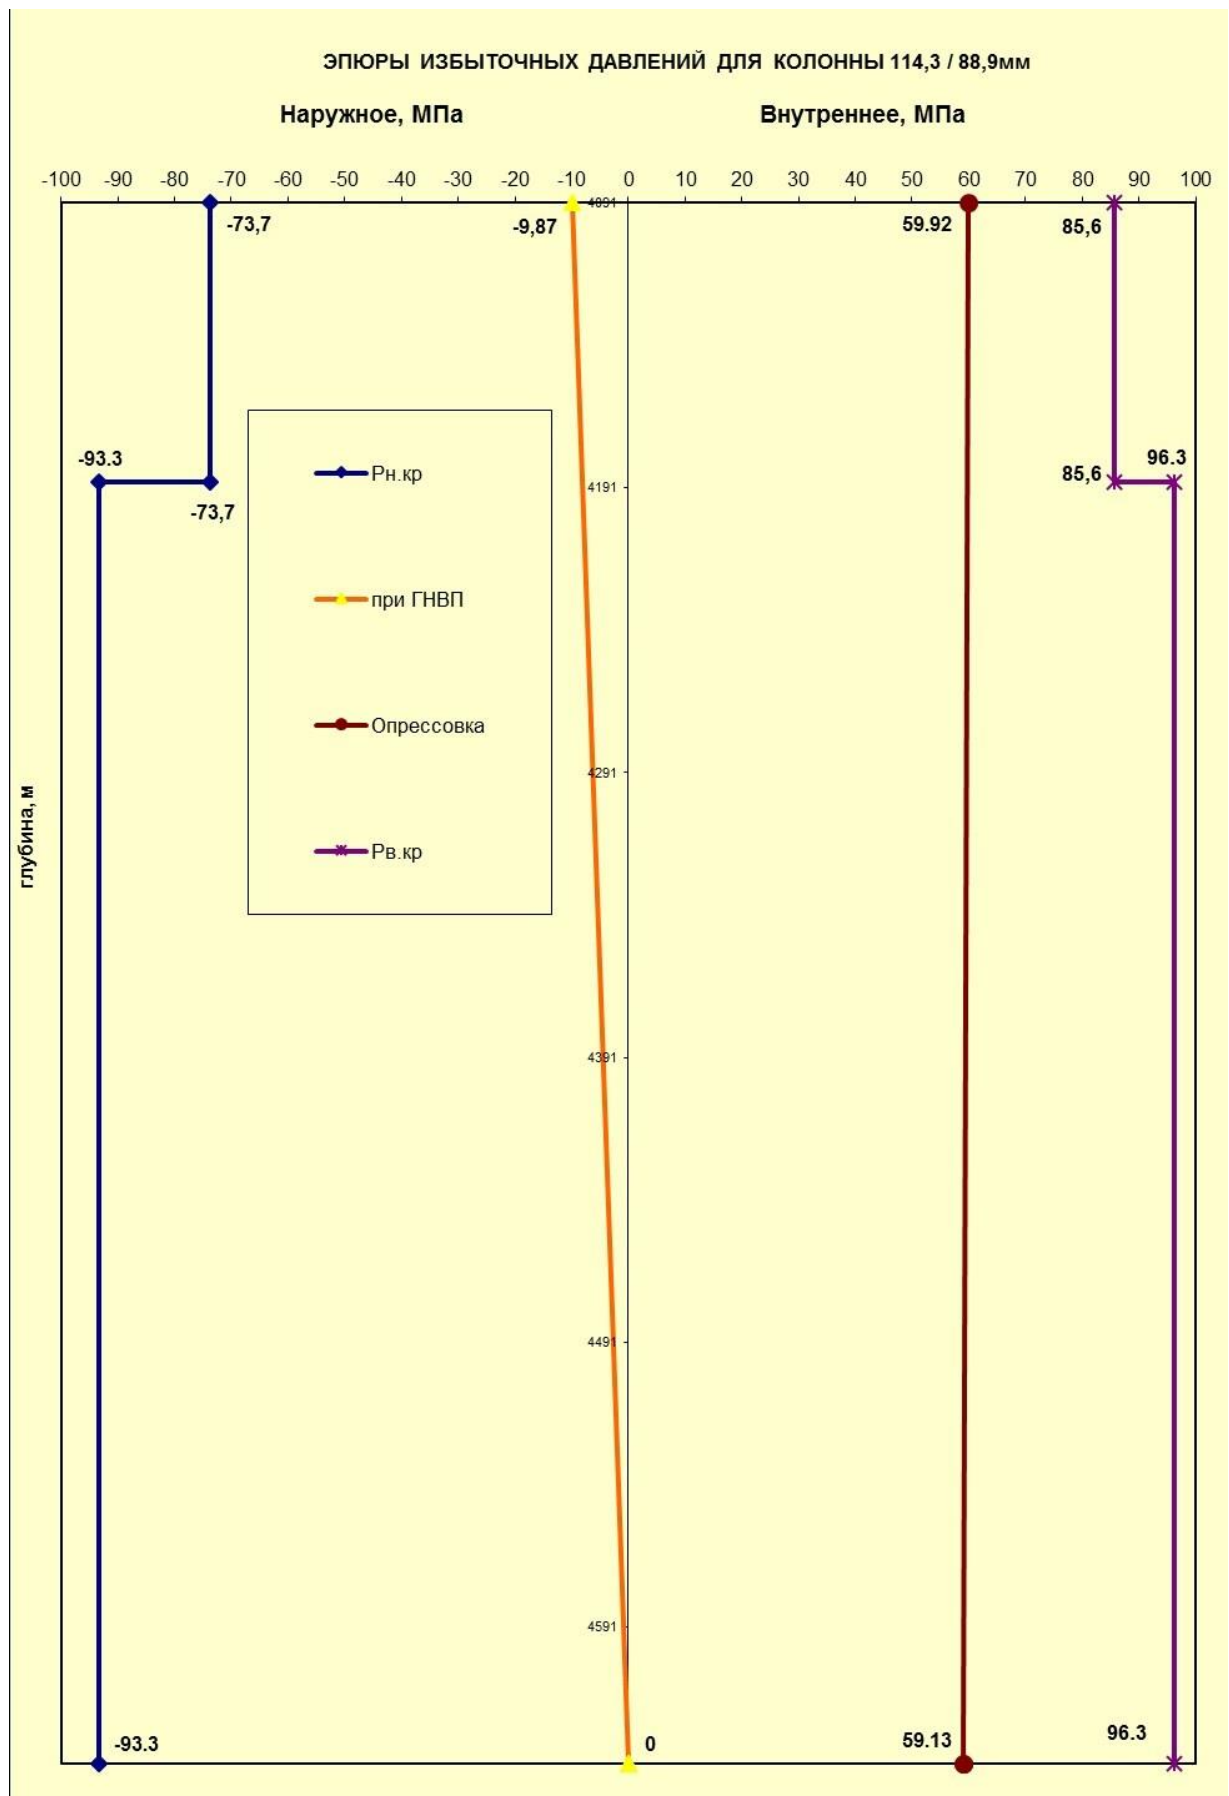 ЭПЮРЫ ИЗБЫТОЧНЫХ ДАВЛЕНИЙ ДЛЯ КОЛОННЫ 114,3 / 88,9мм
Наружное, МПа Внутреннее, МПа
-100 -90 -80 -70 -60 -50 -40 -30 -20 -10 0 10 20 30 40 50 60 70 80 90 100
4091
-73,7 -9,87 59.92 85,6
-93.3 85,6 96.3
-73,7
4191
Рн.кр
при ГНВП
Опрессовка
Рв.кр
глубина, м
4291
4391
4491
4591
-93.3 0 59.13 96.3